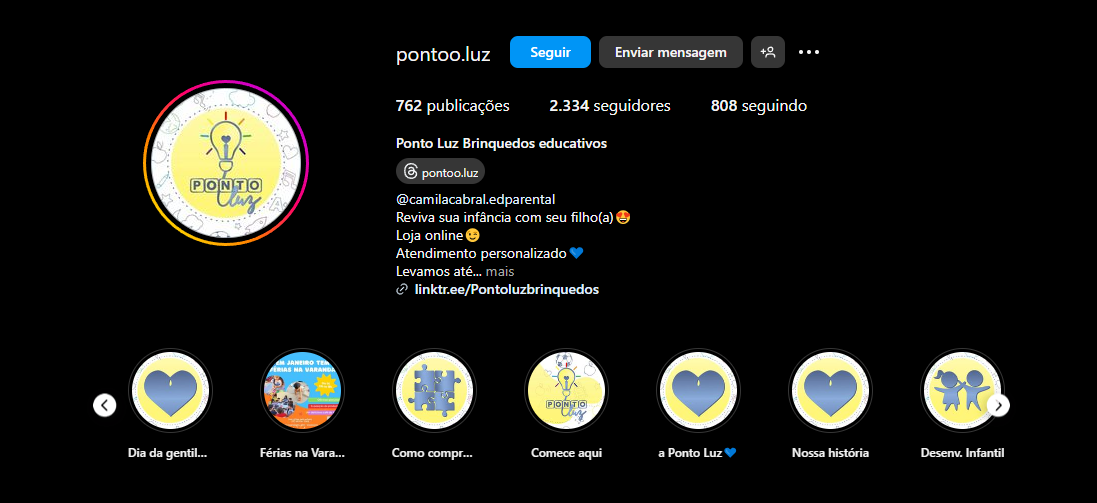 pontoo.luz
Seguir
Enviar mensagem
762 publicações
2.334 seguidores
808 seguindo
Ponto Luz Brinquedos educativos
pontoo.luz
@camilacabral.edparental
Reviva sua infância com seu filho(a)🤩
Loja online😉
Atendimento personalizado💙
Levamos até... mais
linktr.ee/Pontoluzbrinquedos
PONTO
luz
EM JANEIRO TEM
FÉRIAS NA VARANDA
PONTO
luz
Dia da gentil...
Férias na Vara...
Como compr...
Comece aqui
a Ponto Luz💙
Nossa história
Desenv. Infantil